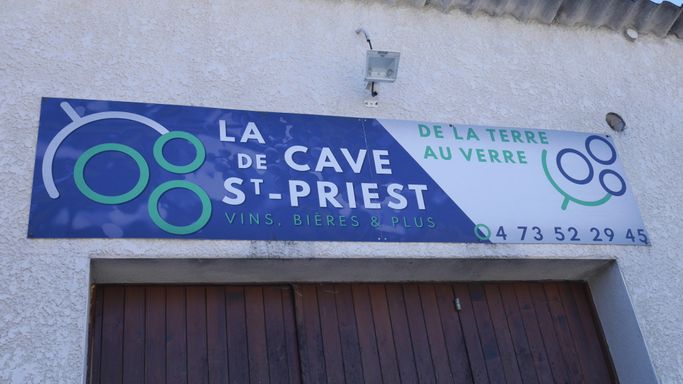 LA
DE CAVE
ST-PRIEST
VINS, BIÈRES & PLUS
DE LA TERRE
AU VERRE
04 73 52 29 45